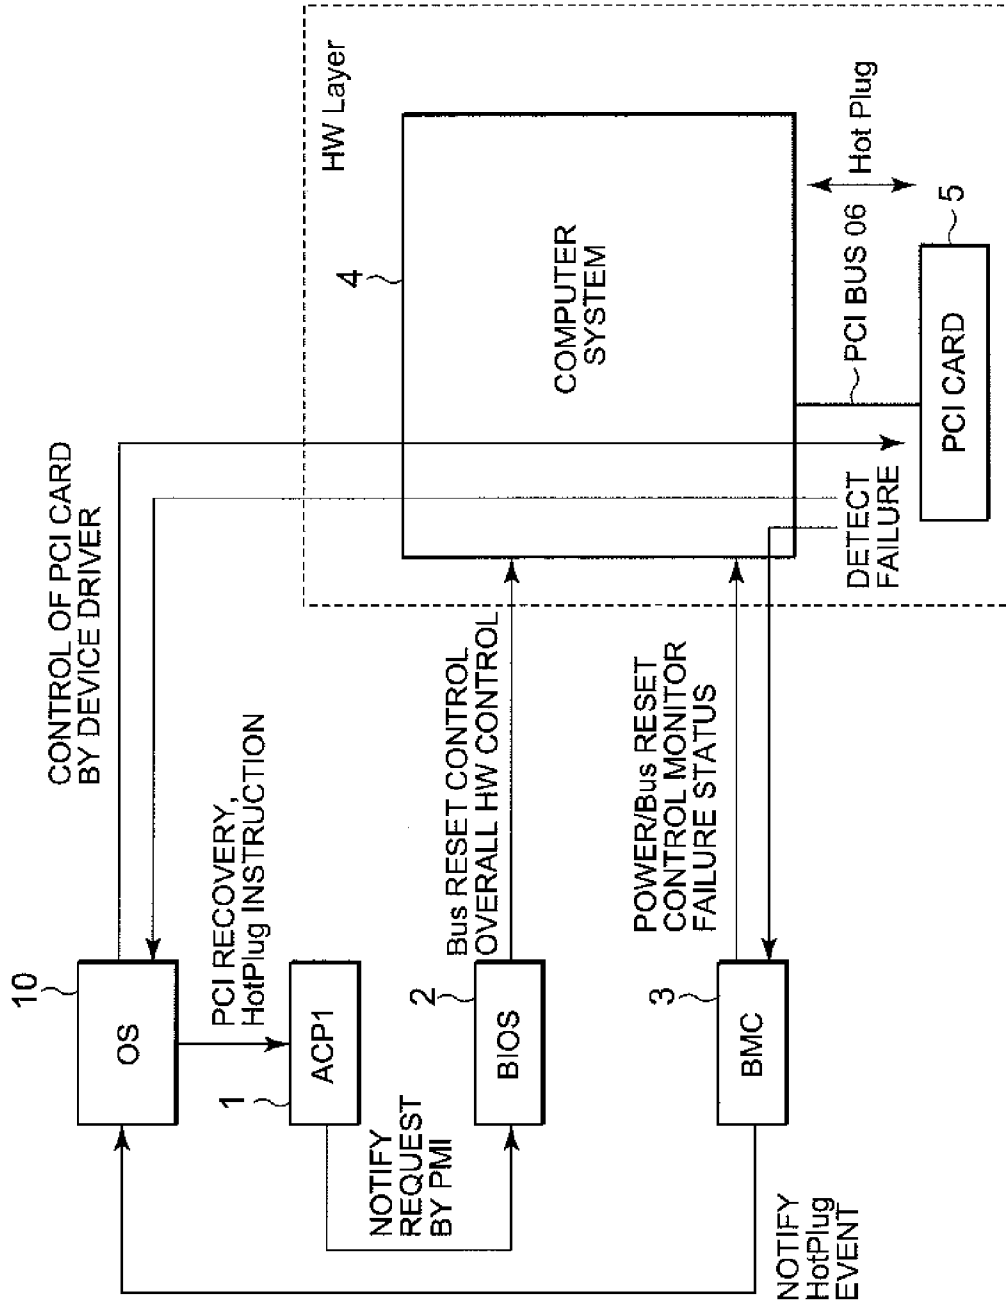 HW Layer
4
COMPUTER
SYSTEM
Hot Plug
PCI BUS 06
5
PCI CARD
DETECT
FAILURE
CONTROL OF PCI CARD
BY DEVICE DRIVER
10
OS
PCI RECOVERY,
HotPlug INSTRUCTION
1
ACP1
NOTIFY
REQUEST
BY PMI
Bus RESET CONTROL
OVERALL HW CONTROL
2
BIOS
POWER/Bus RESET
CONTROL MONITOR
FAILURE STATUS
3
BMC
NOTIFY
HotPlug
EVENT